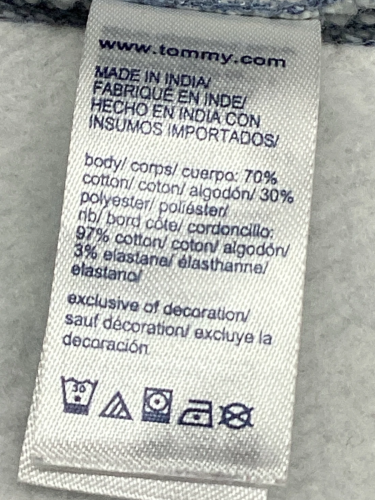 www.tommy.com
MADE IN INDIA/
FABRIQUÉ EN INDE/
HECHO EN INDIA CON
INSUMOS IMPORTADOS/
body/ corps/ cuerpo: 70%
cotton/ coton/ algodón/ 30%
polyester/ poliéster/
rib/ bord côte/ cordoncillo:
97% cotton/ coton/ algodón/
3% elastane/ élasthanne/
elastano/
exclusive of decoration/
sauf décoration/ excluye la
decoración
30